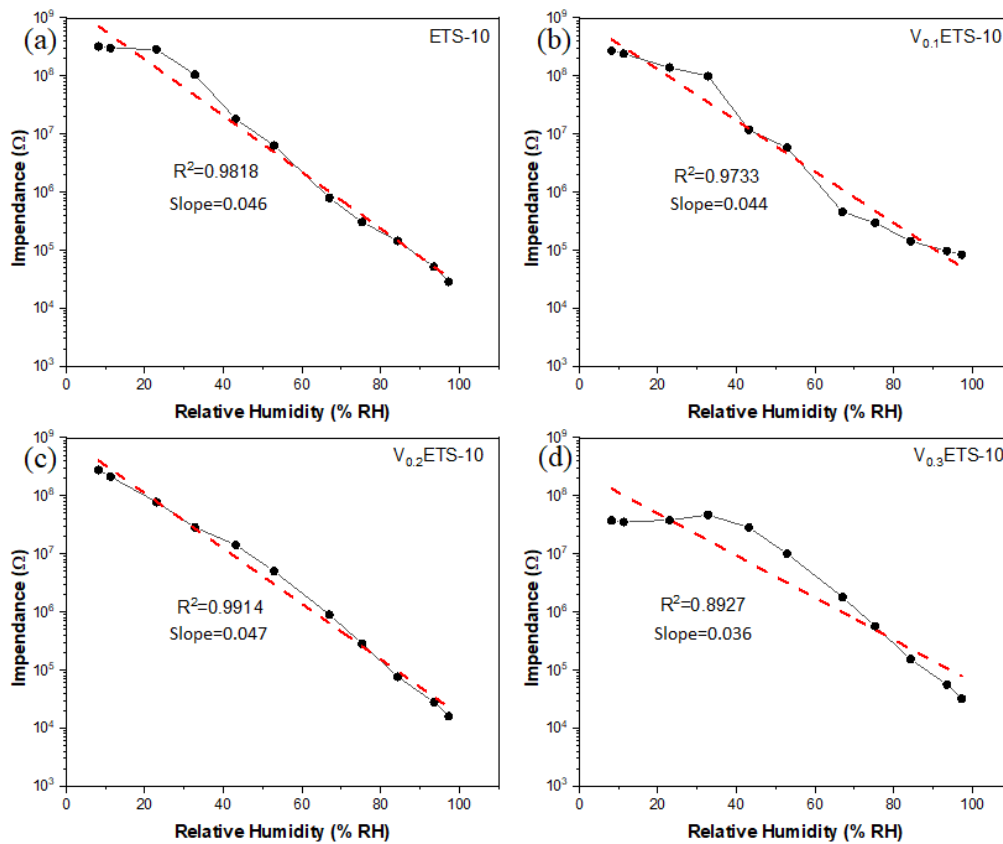 (a)
ETS-10
Impendance (Ω)
10⁹
10⁸
10⁷
10⁶
10⁵
10⁴
10³
R²=0.9818
Slope=0.046
0 20 40 60 80 100
Relative Humidity (% RH)
(b)
V₀.₁ETS-10
Impendance (Ω)
10⁹
10⁸
10⁷
10⁶
10⁵
10⁴
10³
R²=0.9733
Slope=0.044
0 20 40 60 80 100
Relative Humidity (% RH)
(c)
V₀.₂ETS-10
Impendance (Ω)
10⁹
10⁸
10⁷
10⁶
10⁵
10⁴
10³
R²=0.9914
Slope=0.047
0 20 40 60 80 100
Relative Humidity (% RH)
(d)
V₀.₃ETS-10
Impendance (Ω)
10⁹
10⁸
10⁷
10⁶
10⁵
10⁴
10³
R²=0.8927
Slope=0.036
0 20 40 60 80 100
Relative Humidity (% RH)